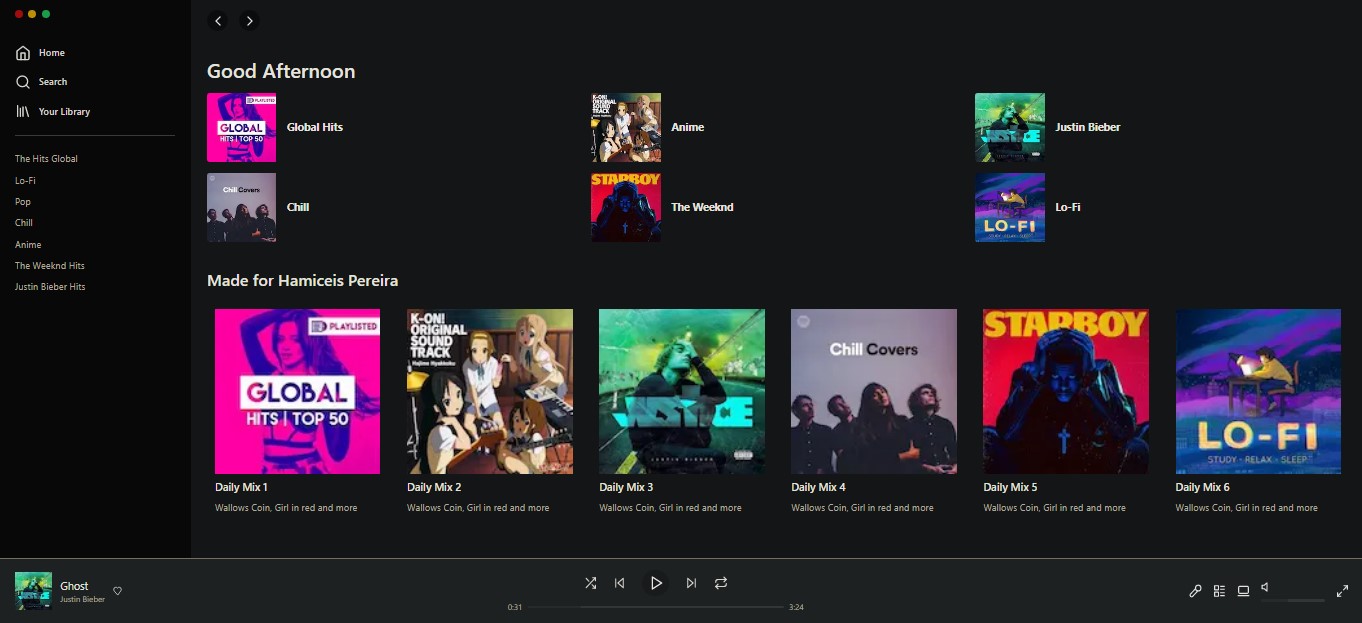 Home
Search
Your Library
The Hits Global
Lo-Fi
Pop
Chill
Anime
The Weeknd Hits
Justin Bieber Hits
Good Afternoon
PLAYLISTED
GLOBAL
HITS | TOP 50
Global Hits
K-ON!
ORIGINAL
SOUND
TRACK
Anime
JUSTICE
Justin Bieber
Chill Covers
Chill
STARBOY
The Weeknd
LO-FI
STUDY - RELAX - SLEEP
Lo-Fi
Made for Hamiceis Pereira
PLAYLISTED
GLOBAL
HITS | TOP 50
Daily Mix 1
Wallows Coin, Girl in red and more
K-ON!
ORIGINAL
SOUND
TRACK
Hajime Hyakkoku
Daily Mix 2
Wallows Coin, Girl in red and more
JUSTICE
JUSTIN BIEBER
Daily Mix 3
Wallows Coin, Girl in red and more
Chill Covers
Daily Mix 4
Wallows Coin, Girl in red and more
STARBOY
Daily Mix 5
Wallows Coin, Girl in red and more
LO-FI
STUDY - RELAX - SLEEP
Daily Mix 6
Wallows Coin, Girl in red and more
Ghost
Justin Bieber
0:31
3:24